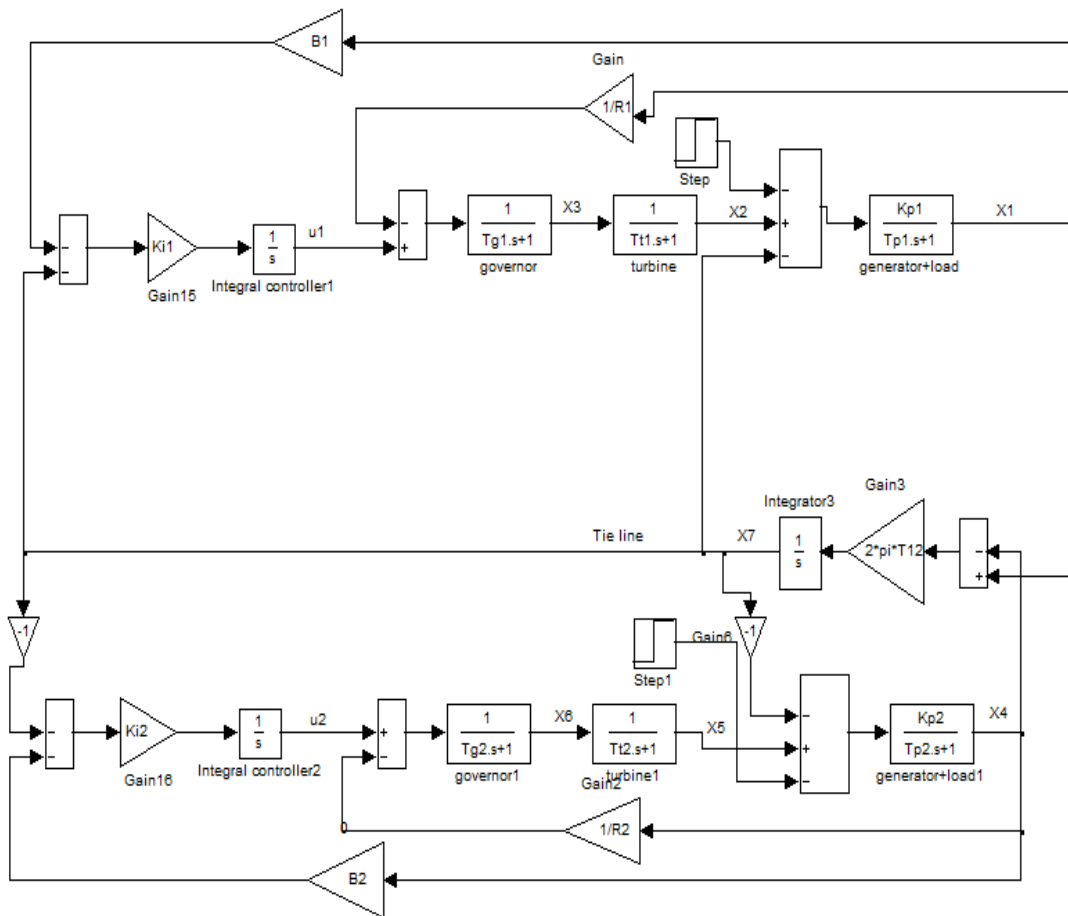 B1
Gain
1/R1
Step
X3
X2
X1
1
Tg1.s+1
governor
1
Tt1.s+1
turbine
Kp1
Tp1.s+1
generator+load
Ki1
Gain15
1
s
u1
Integral controller1
-
-
-
+
-
+
-
Gain3
Integrator3
Tie line
X7
1
s
2*pi*T12
-
+
-1
-1
Gain6
Step1
Ki2
Gain16
1
s
u2
Integral controller2
-
-
+
-
1
Tg2.s+1
governor1
X6
1
Tt2.s+1
turbine1
X5
-
+
-
Kp2
Tp2.s+1
generator+load1
X4
Gain2
1/R2
0
B2